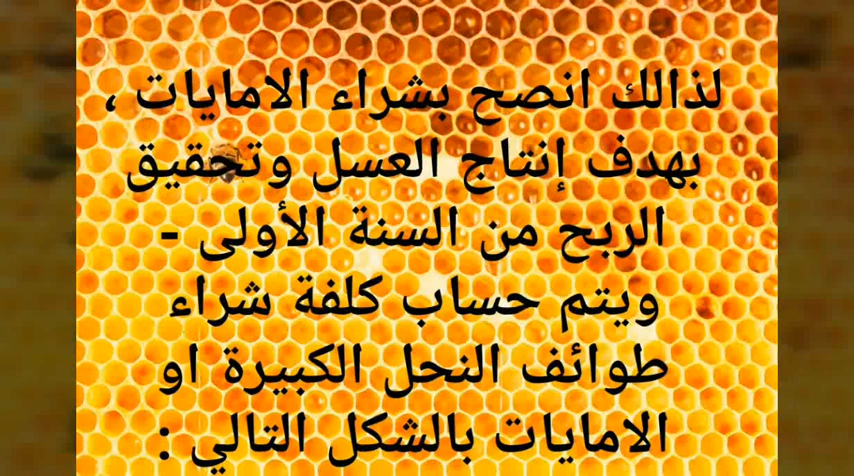 لذالك انصح بشراء الامايات ،
بهدف إنتاج العسل وتحقيق
الربح من السنة الأولى -
ويتم حساب كلفة شراء
طوائف النحل الكبيرة او
الامايات بالشكل التالي :